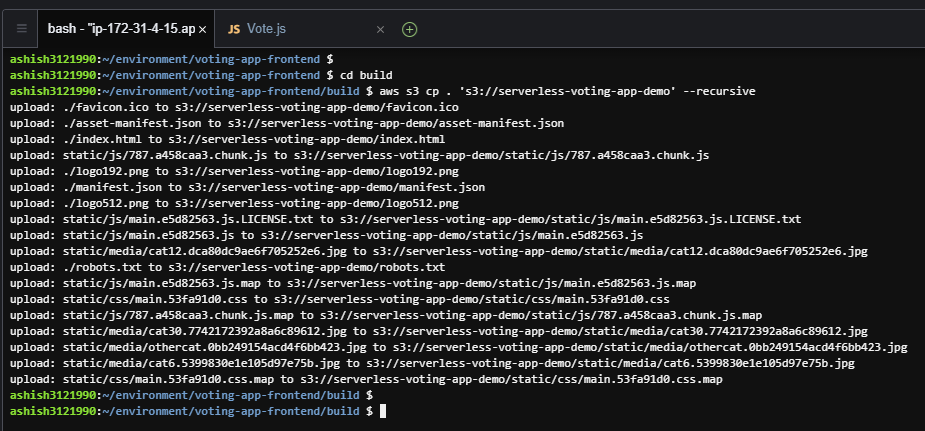 bash - "ip-172-31-4-15.ap × JS Vote.js ×
ashish3121990:~/environment/voting-app-frontend $
ashish3121990:~/environment/voting-app-frontend $ cd build
ashish3121990:~/environment/voting-app-frontend/build $ aws s3 cp . 's3://serverless-voting-app-demo' --recursive
upload: ./favicon.ico to s3://serverless-voting-app-demo/favicon.ico
upload: ./asset-manifest.json to s3://serverless-voting-app-demo/asset-manifest.json
upload: ./index.html to s3://serverless-voting-app-demo/index.html
upload: static/js/787.a458caa3.chunk.js to s3://serverless-voting-app-demo/static/js/787.a458caa3.chunk.js
upload: ./logo192.png to s3://serverless-voting-app-demo/logo192.png
upload: ./manifest.json to s3://serverless-voting-app-demo/manifest.json
upload: ./logo512.png to s3://serverless-voting-app-demo/logo512.png
upload: static/js/main.e5d82563.js.LICENSE.txt to s3://serverless-voting-app-demo/static/js/main.e5d82563.js.LICENSE.txt
upload: static/js/main.e5d82563.js to s3://serverless-voting-app-demo/static/js/main.e5d82563.js
upload: static/media/cat12.dca80dc9ae6f705252e6.jpg to s3://serverless-voting-app-demo/static/media/cat12.dca80dc9ae6f705252e6.jpg
upload: ./robots.txt to s3://serverless-voting-app-demo/robots.txt
upload: static/js/main.e5d82563.js.map to s3://serverless-voting-app-demo/static/js/main.e5d82563.js.map
upload: static/css/main.53fa91d0.css to s3://serverless-voting-app-demo/static/css/main.53fa91d0.css
upload: static/js/787.a458caa3.chunk.js.map to s3://serverless-voting-app-demo/static/js/787.a458caa3.chunk.js.map
upload: static/media/cat30.7742172392a8a6c89612.jpg to s3://serverless-voting-app-demo/static/media/cat30.7742172392a8a6c89612.jpg
upload: static/media/othercat.0bb249154acd4f6bb423.jpg to s3://serverless-voting-app-demo/static/media/othercat.0bb249154acd4f6bb423.jpg
upload: static/media/cat6.5399830e1e105d97e75b.jpg to s3://serverless-voting-app-demo/static/media/cat6.5399830e1e105d97e75b.jpg
upload: static/css/main.53fa91d0.css.map to s3://serverless-voting-app-demo/static/css/main.53fa91d0.css.map
ashish3121990:~/environment/voting-app-frontend/build $
ashish3121990:~/environment/voting-app-frontend/build $